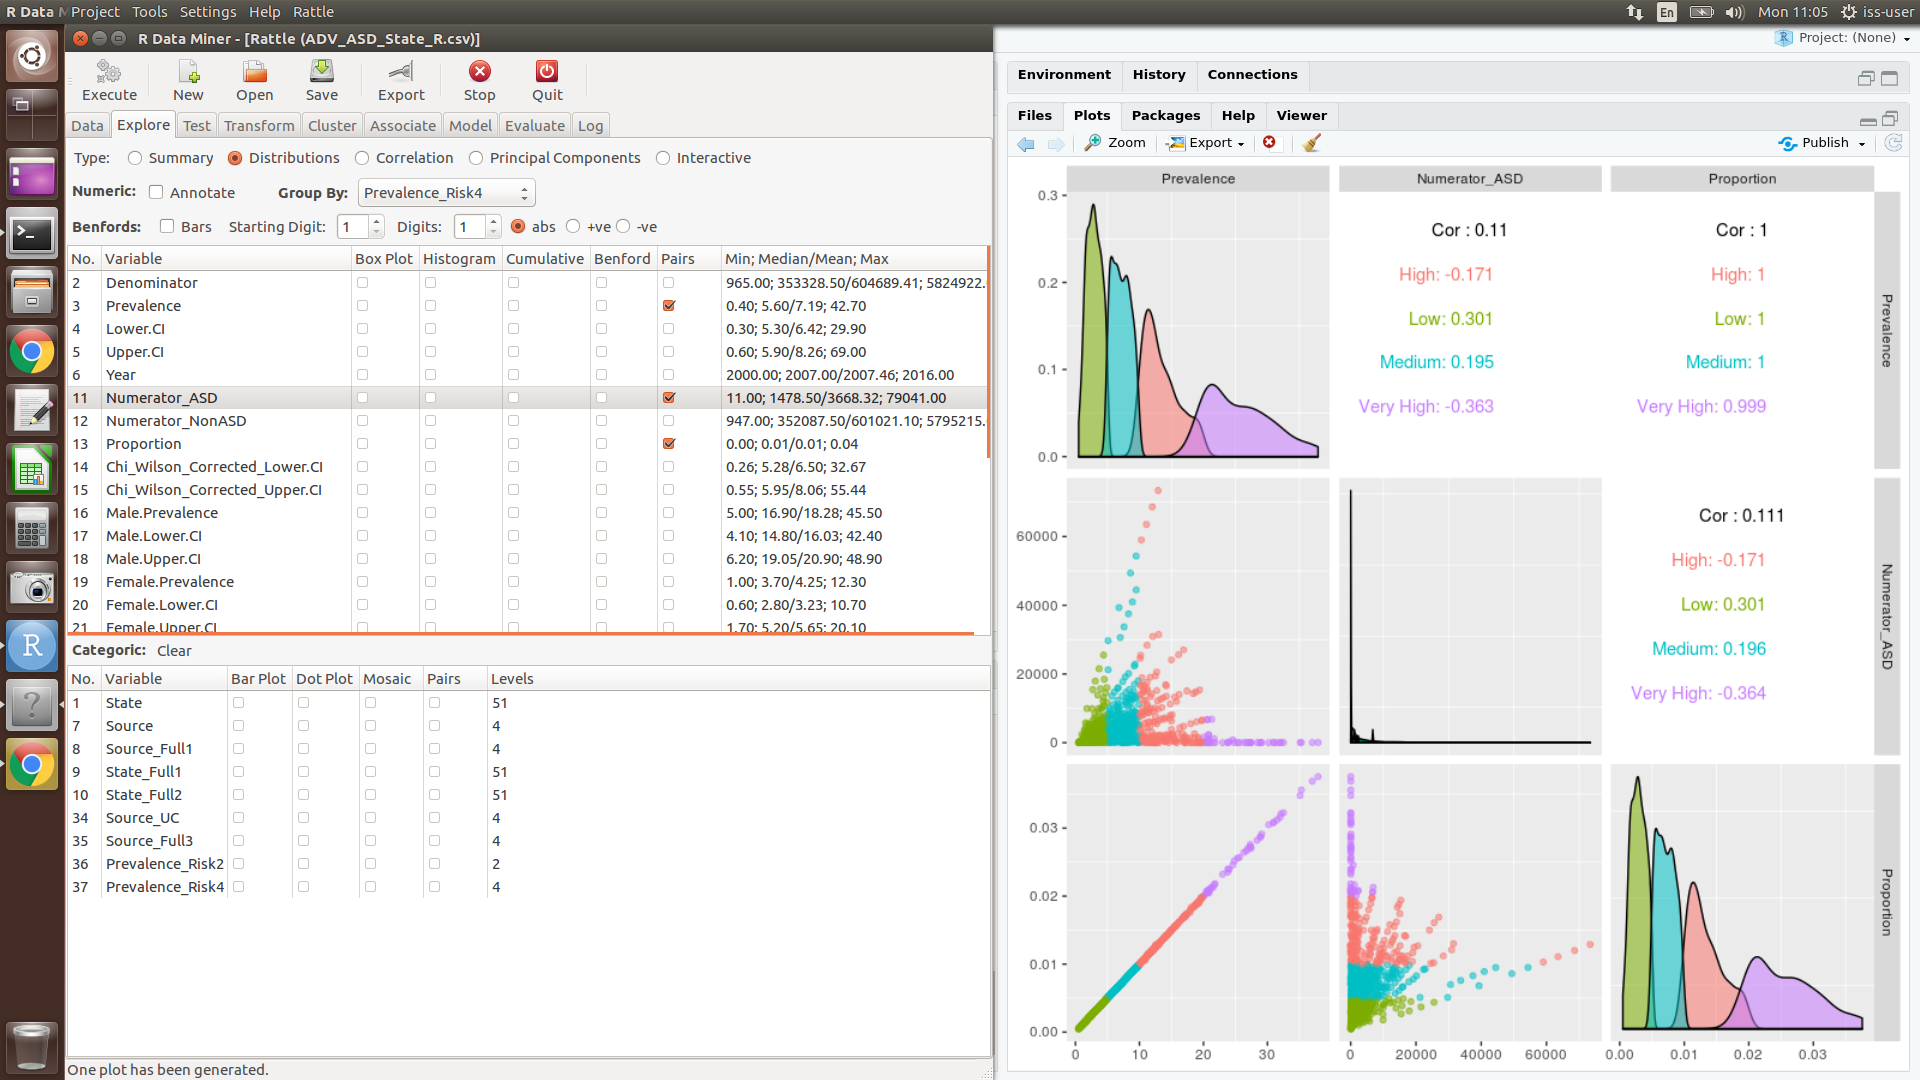 R Data M Project Tools Settings Help Rattle
En Mon 11:05 iss-user
R Data Miner - [Rattle (ADV_ASD_State_R.csv)]
Project: (None)
Execute New Open Save Export Stop Quit
Environment History Connections
Data Explore Test Transform Cluster Associate Model Evaluate Log
Files Plots Packages Help Viewer
Zoom Export Publish
Type: Summary Distributions Correlation Principal Components Interactive
Numeric: Annotate Group By: Prevalence_Risk4
Benfords: Bars Starting Digit: 1 Digits: 1 abs +ve -ve
No. Variable Box Plot Histogram Cumulative Benford Pairs Min; Median/Mean; Max
2 Denominator 965.00; 353328.50/604689.41; 5824922.
3 Prevalence 0.40; 5.60/7.19; 42.70
4 Lower.CI 0.30; 5.30/6.42; 29.90
5 Upper.CI 0.60; 5.90/8.26; 69.00
6 Year 2000.00; 2007.00/2007.46; 2016.00
11 Numerator_ASD 11.00; 1478.50/3668.32; 79041.00
12 Numerator_NonASD 947.00; 352087.50/601021.10; 5795215.
13 Proportion 0.00; 0.01/0.01; 0.04
14 Chi_Wilson_Corrected_Lower.CI 0.26; 5.28/6.50; 32.67
15 Chi_Wilson_Corrected_Upper.CI 0.55; 5.95/8.06; 55.44
16 Male.Prevalence 5.00; 16.90/18.28; 45.50
17 Male.Lower.CI 4.10; 14.80/16.03; 42.40
18 Male.Upper.CI 6.20; 19.05/20.90; 48.90
19 Female.Prevalence 1.00; 3.70/4.25; 12.30
20 Female.Lower.CI 0.60; 2.80/3.23; 10.70
21 Female.Upper.CI 1.70; 5.20/5.65; 20.10
Categoric: Clear
No. Variable Bar Plot Dot Plot Mosaic Pairs Levels
1 State 51
7 Source 4
8 Source_Full1 4
9 State_Full1 51
10 State_Full2 51
34 Source_UC 4
35 Source_Full3 4
36 Prevalence_Risk2 2
37 Prevalence_Risk4 4
One plot has been generated.
Prevalence Numerator_ASD Proportion
0.3
0.2
0.1
0.0
Cor : 0.11
High: -0.171
Low: 0.301
Medium: 0.195
Very High: -0.363
Cor : 1
High: 1
Low: 1
Medium: 1
Very High: 0.999
Prevalence
60000
40000
20000
0
Cor : 0.111
High: -0.171
Low: 0.301
Medium: 0.196
Very High: -0.364
Numerator_ASD
0.03
0.02
0.01
0.00
Proportion
0 10 20 30
0 20000 40000 60000
0.00 0.01 0.02 0.03